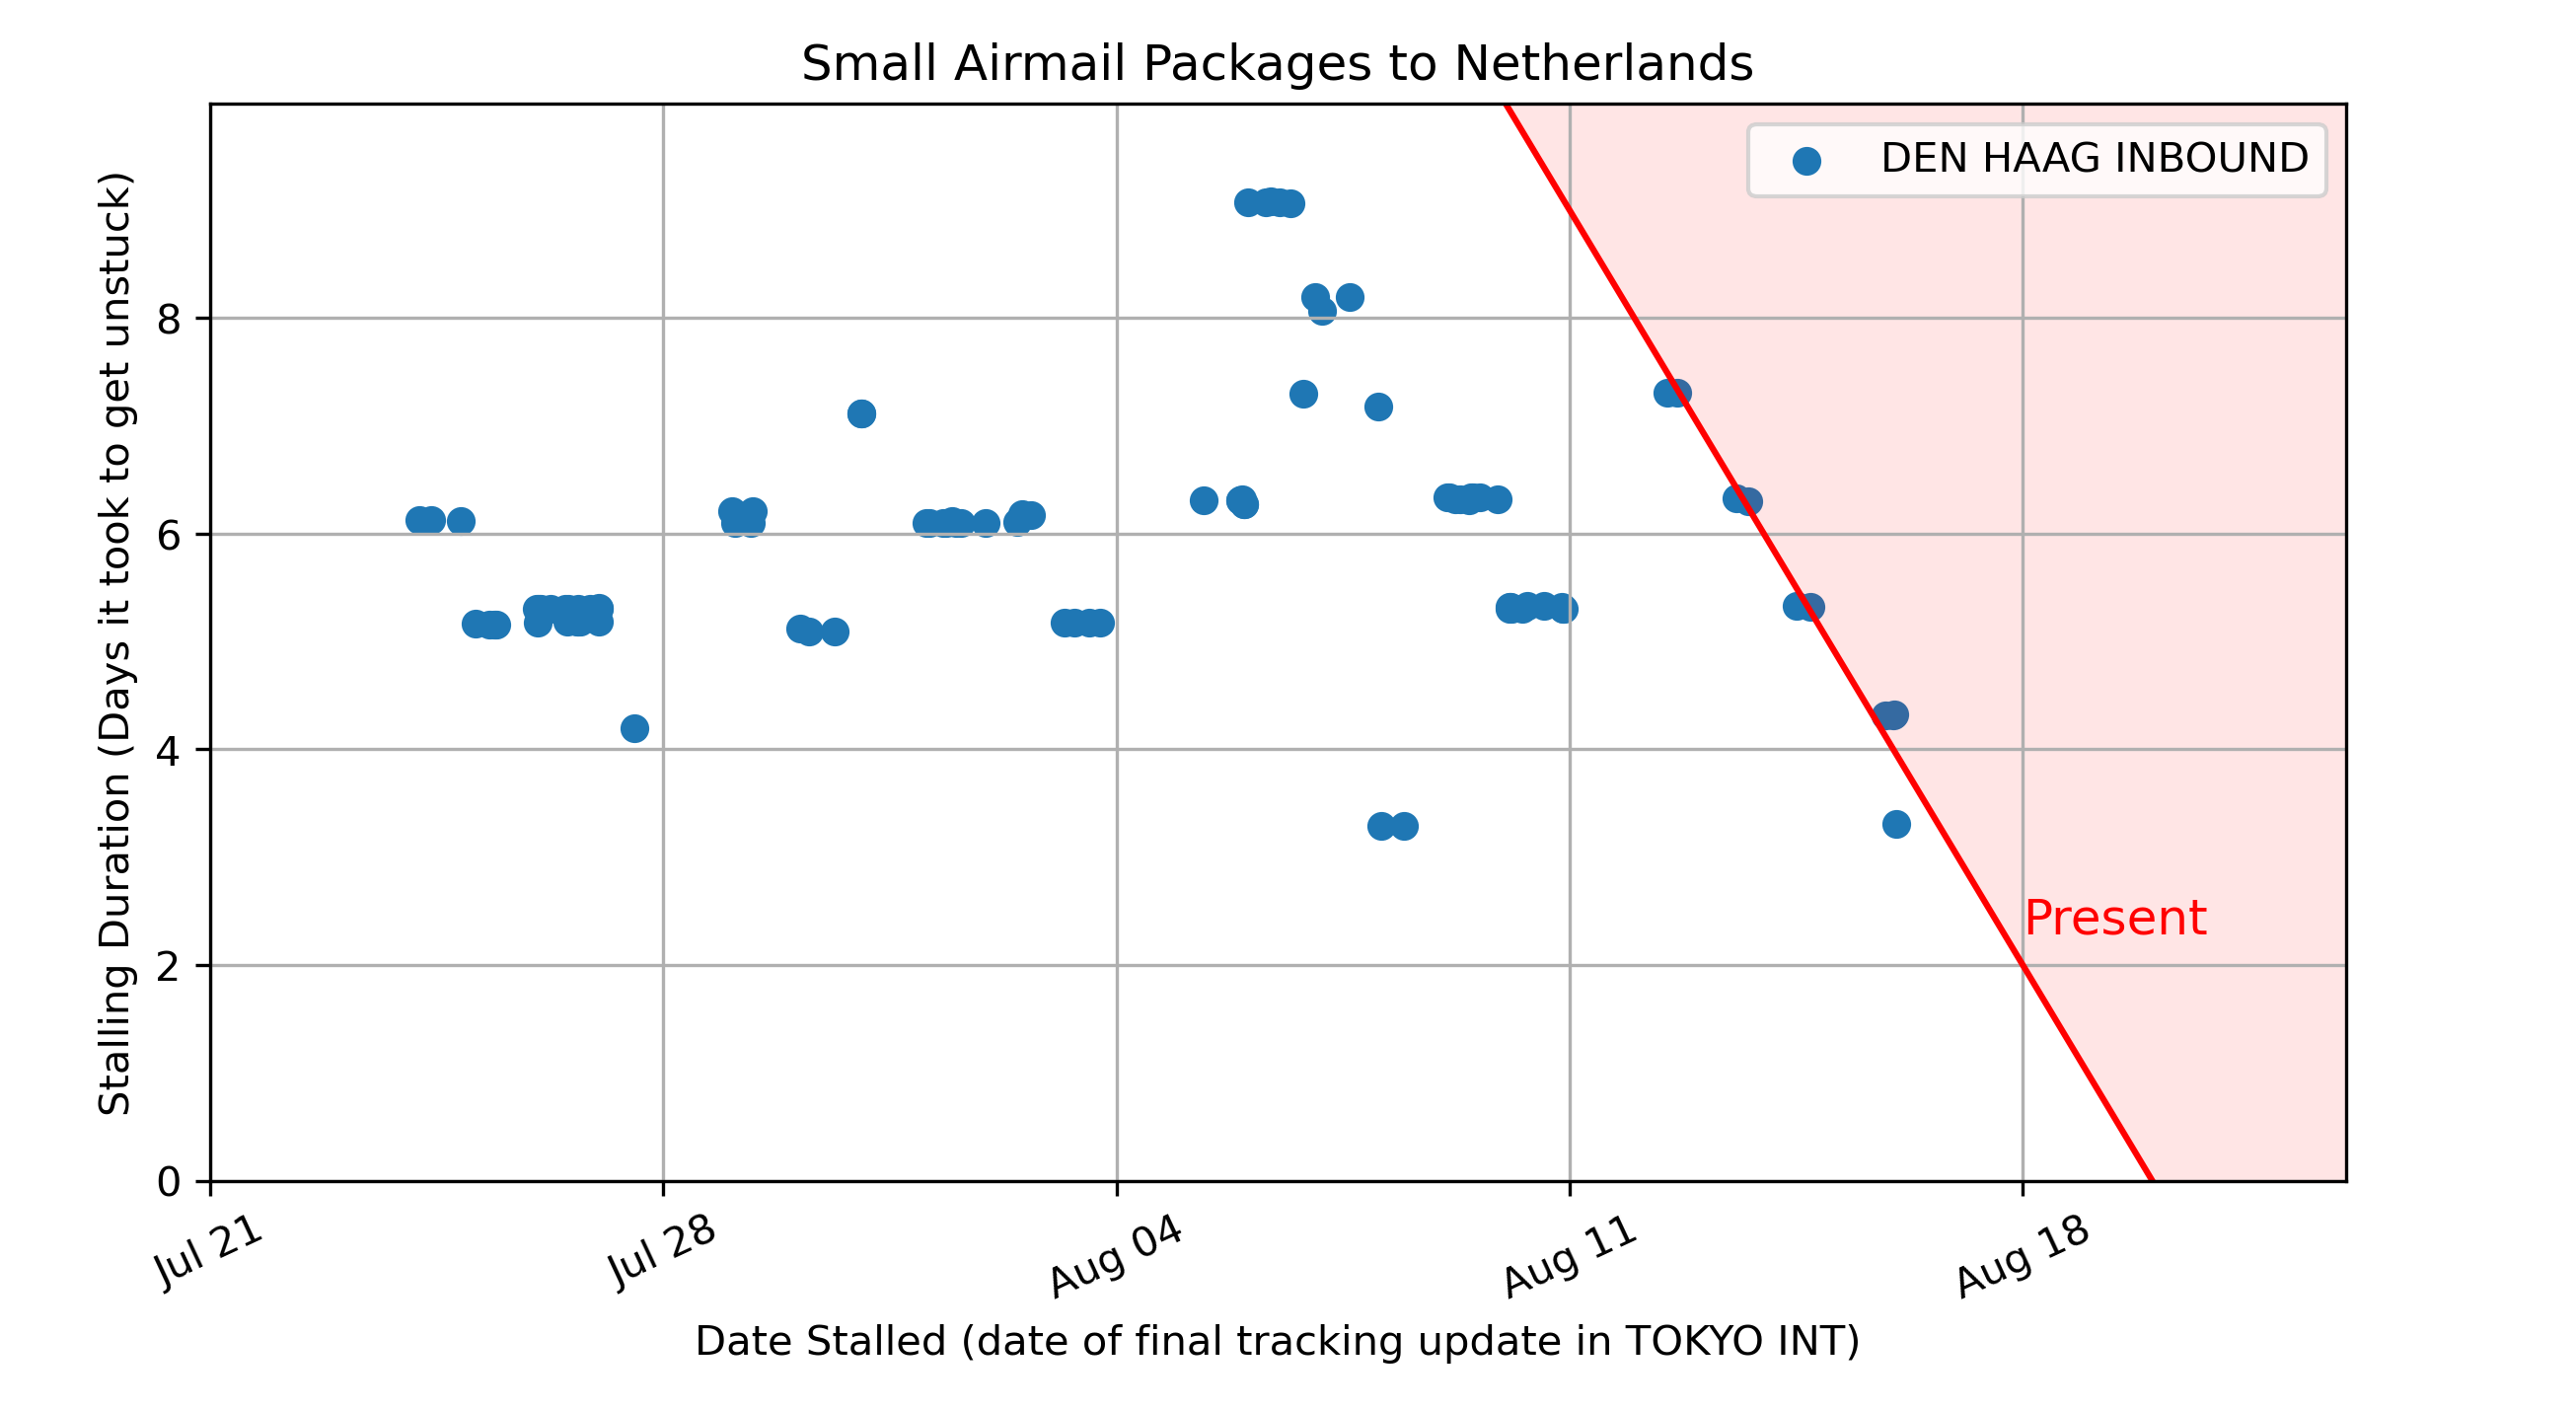 Small Airmail Packages to Netherlands
DEN HAAG INBOUND
Stalling Duration (Days it took to get unstuck)
8
6
4
2
0
Present
Jul 21
Jul 28
Aug 04
Aug 11
Aug 18
Date Stalled (date of final tracking update in TOKYO INT)